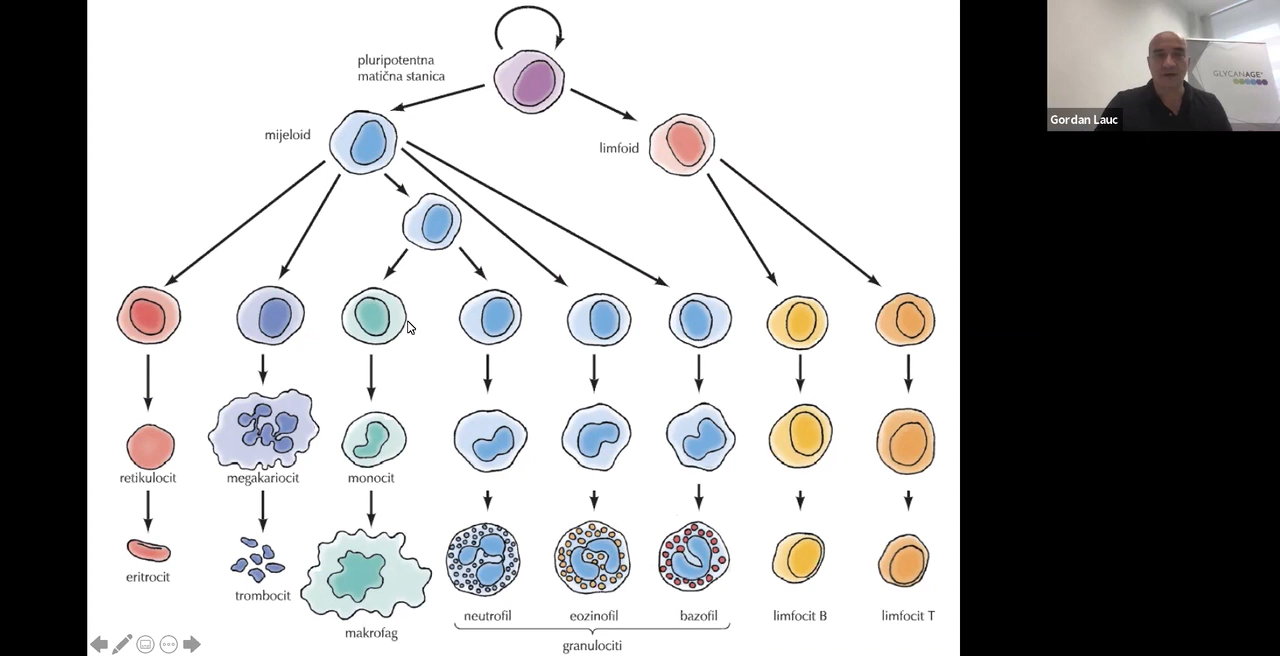 pluripotentna
matična stanica
mijeloid
limfoid
retikulocit
megakariocit
monocit
eritrocit
trombocit
makrofag
neutrofil
eozinofil
bazofil
limfocit B
limfocit T
granulociti
GLYCANAGE
Gordan Lauc